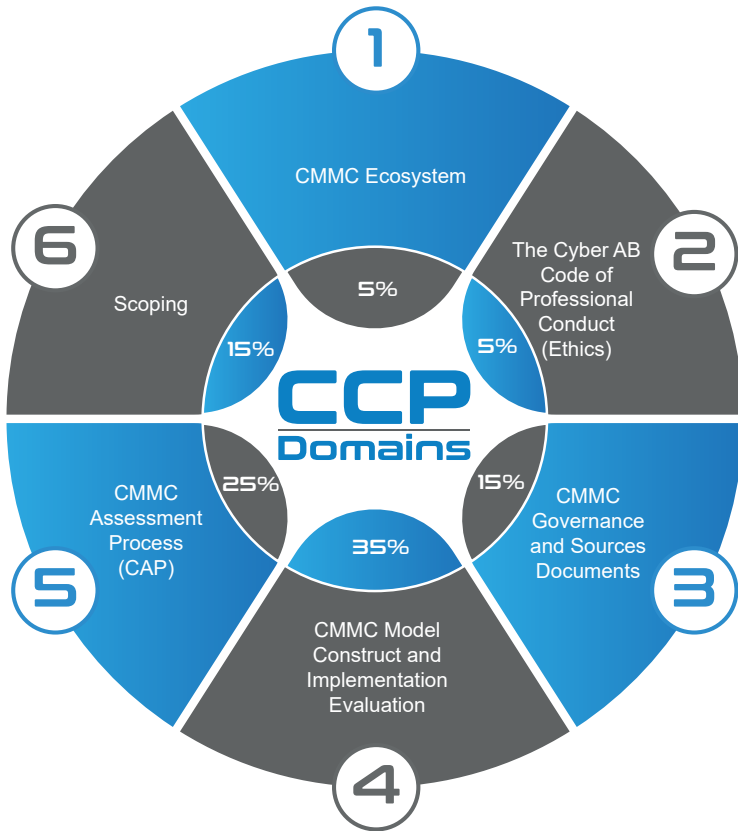 1
CMMC Ecosystem
5%
2
The Cyber AB
Code of
Professional
Conduct
(Ethics)
5%
3
CMMC
Governance
and Sources
Documents
15%
4
CMMC Model
Construct and
Implementation
Evaluation
35%
5
CMMC
Assessment
Process
(CAP)
25%
6
Scoping
15%
CCP
Domains